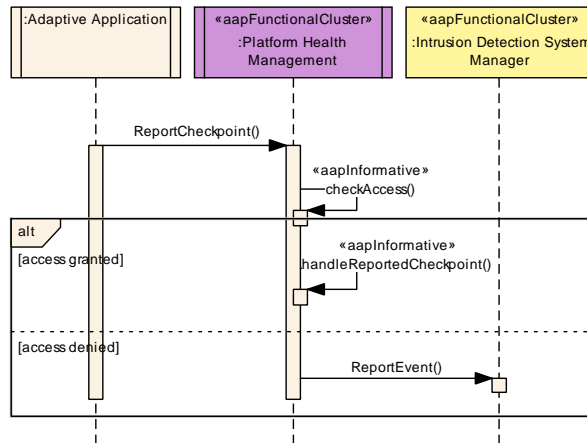 :Adaptive Application
«aapFunctionalCluster»
:Platform Health
Management
«aapFunctionalCluster»
:Intrusion Detection System
Manager
ReportCheckpoint()
«aapInformative»
checkAccess()
alt
[access granted]
«aapInformative»
handleReportedCheckpoint()
[access denied]
ReportEvent()